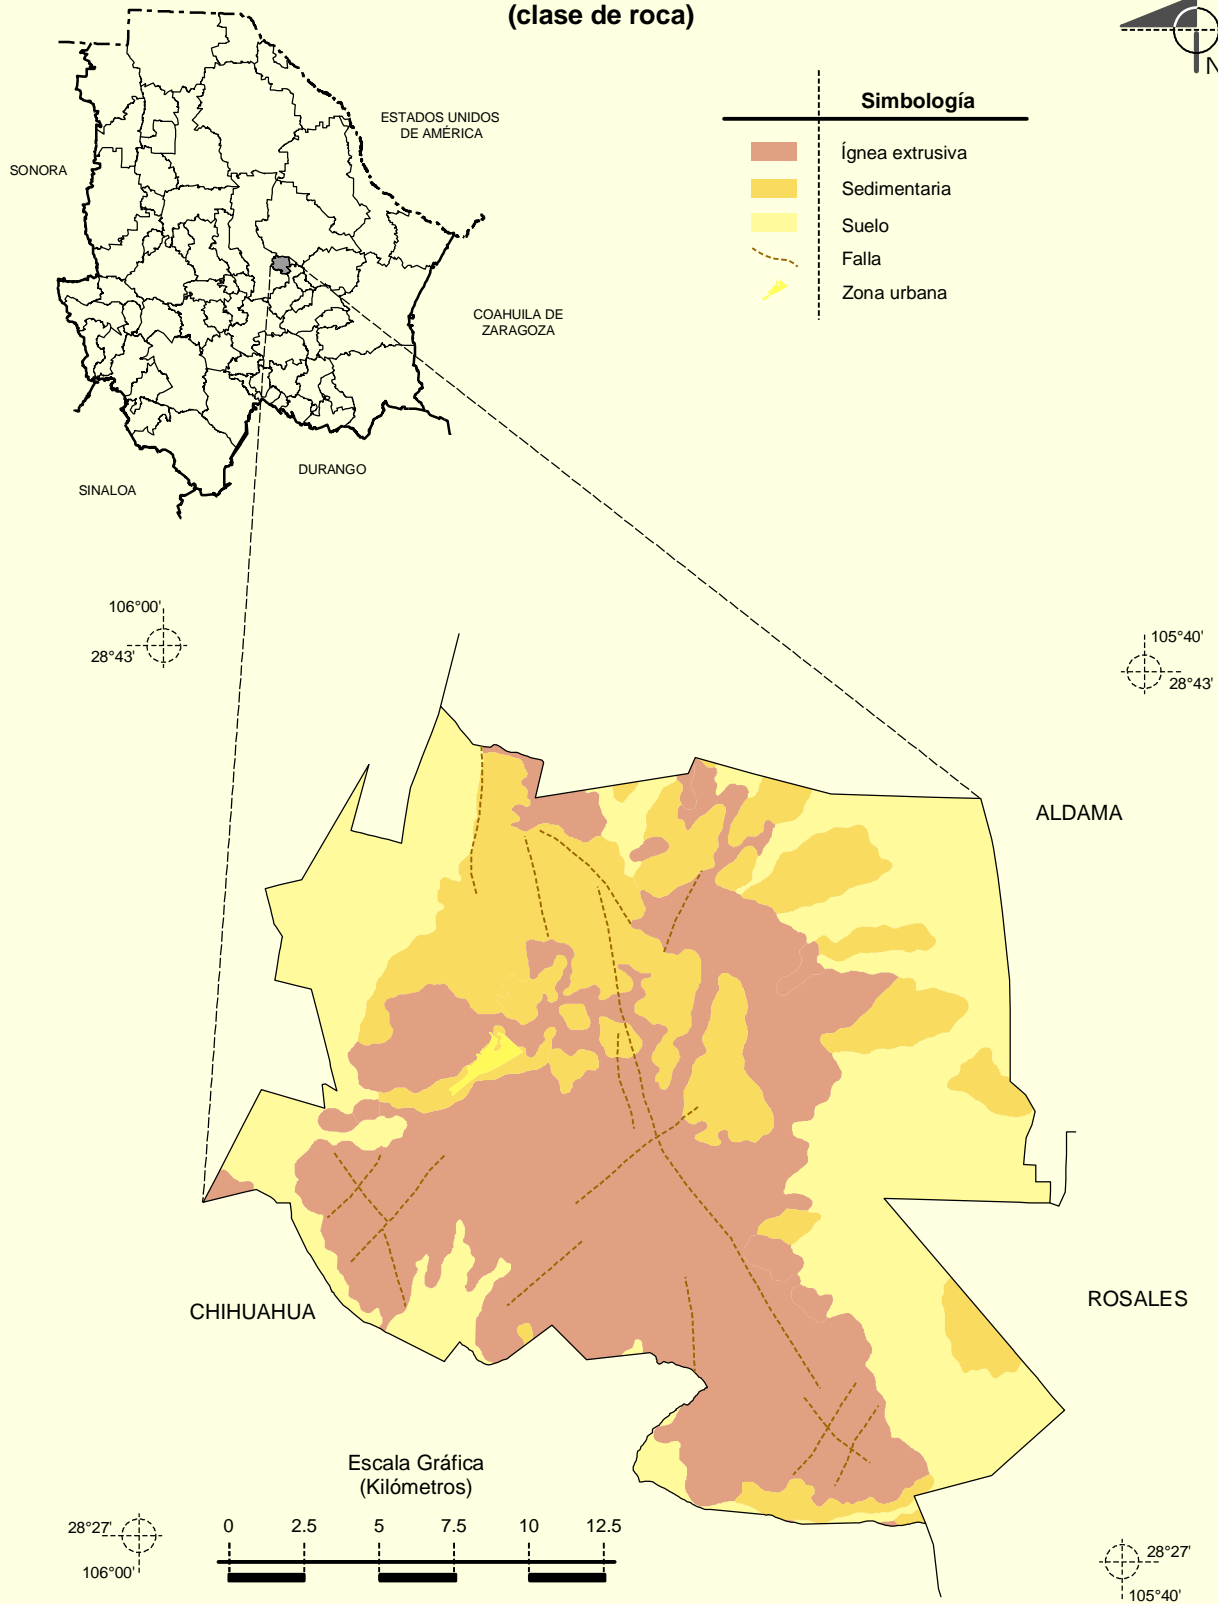 (clase de roca)
N
Simbología
Ígnea extrusiva
Sedimentaria
Suelo
Falla
Zona urbana
ESTADOS UNIDOS
DE AMÉRICA
SONORA
COAHUILA DE
ZARAGOZA
DURANGO
SINALOA
106°00'
28°43'
105°40'
28°43'
ALDAMA
CHIHUAHUA
ROSALES
Escala Gráfica
(Kilómetros)
0 2.5 5 7.5 10 12.5
28°27'
106°00'
28°27'
105°40'